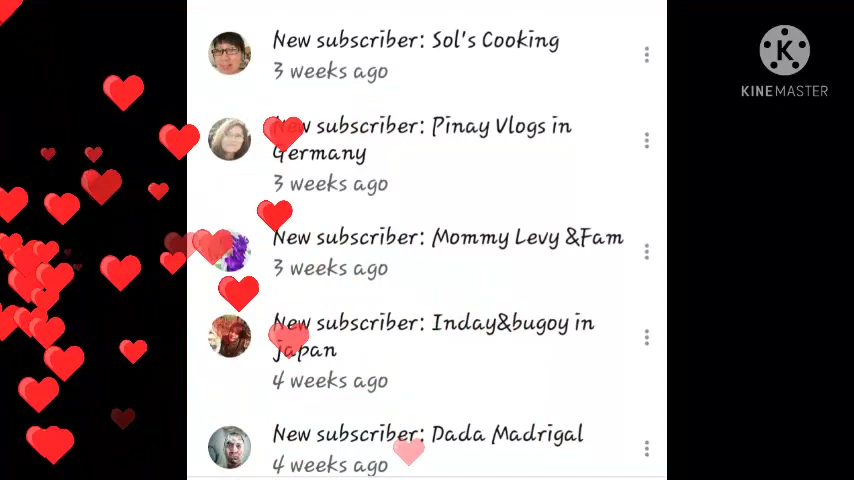 New subscriber: Sol's Cooking
3 weeks ago
New subscriber: Pinay Vlogs in
Germany
3 weeks ago
New subscriber: Mommy Levy &Fam
3 weeks ago
New subscriber: Inday&bugoy in
japan
4 weeks ago
New subscriber: Dada Madrigal
4 weeks ago
K
KINEMASTER